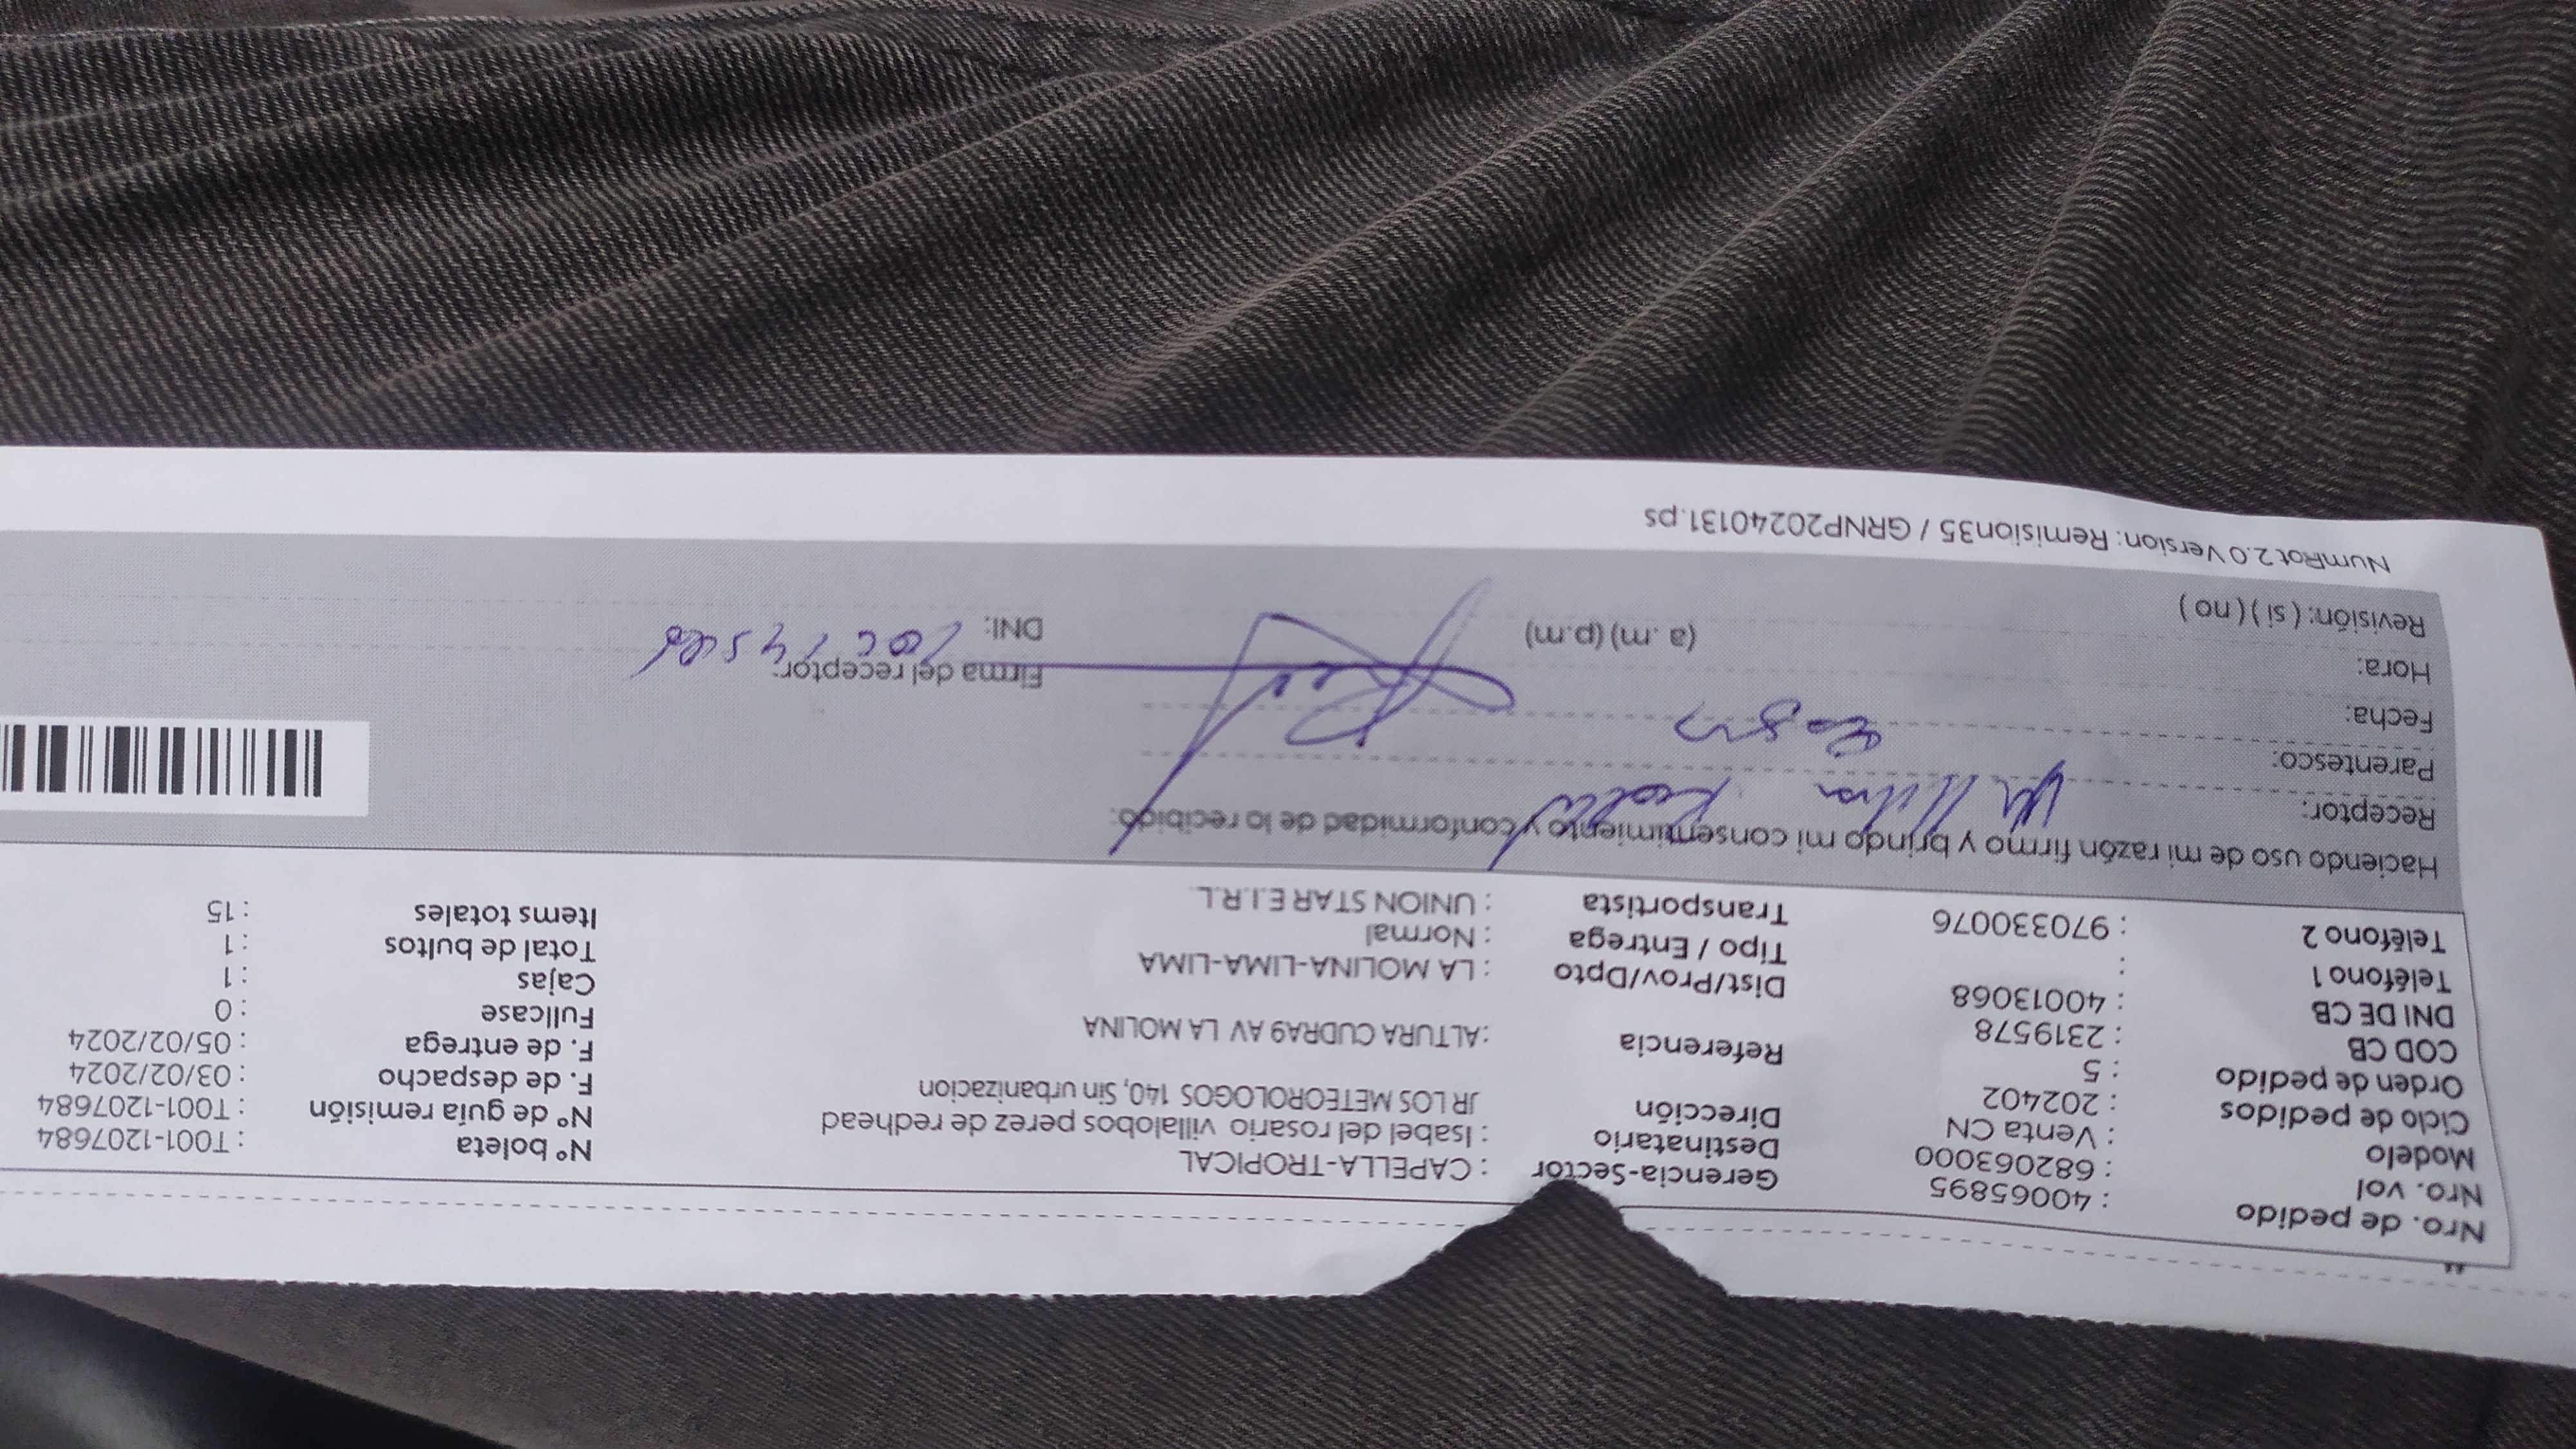 Nro. de pedido : 40065895 Gerencia-Sector : CAPELLA-TROPICAL Nº boleta : T001-1207684
Nro. vol : 682063000 Destinatario : Isabel del rosario villalobos perez de redhead Nº de guía remisión : T001-1207684
Modelo : Venta CN Dirección JR LOS METEOROLOGOS 140, Sin urbanizacion F. de despacho : 03/02/2024
Ciclo de pedidos : 202402 Referencia : ALTURA CUDRA9 AV LA MOLINA F. de entrega : 05/02/2024
Orden de pedido : 5 Dist/Prov/Dpto : LA MOLINA-LIMA-LIMA Fullcase : 0
COD CB : 2319578 Tipo / Entrega : Normal Cajas : 1
DNI DE CB : 40013068 Transportista : UNION STAR E.I.R.L. Total de bultos : 1
Teléfono 1 : Items totales : 15
Teléfono 2 : 970330076
Haciendo uso de mi razón firmo y brindo mi consentimiento y conformidad de lo recibido:
Receptor:
Parentesco:
Fecha:
Hora: (a. m) (p.m) Firma del receptor:
Revisión: ( si ) ( no ) DNI:
NumRot 2.0 Version: Remision35 / GRNP20240131.ps